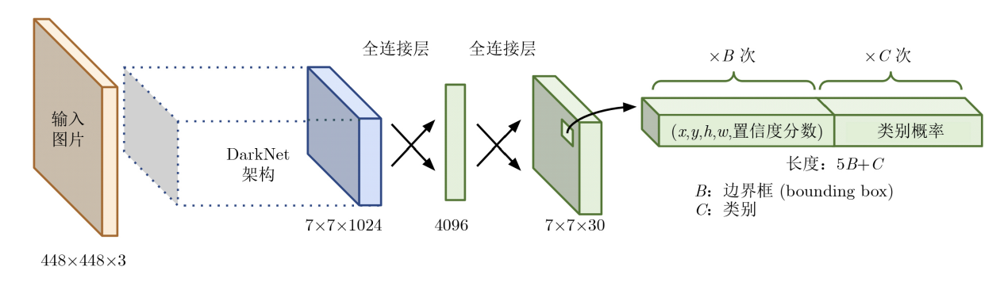 全连接层
全连接层
×B 次
×C 次
输入
图片
DarkNet
架构
(x,y,h,w,置信度分数)
类别概率
长度：5B+C
B：边界框 (bounding box)
C：类别
7×7×1024
4096
7×7×30
448×448×3